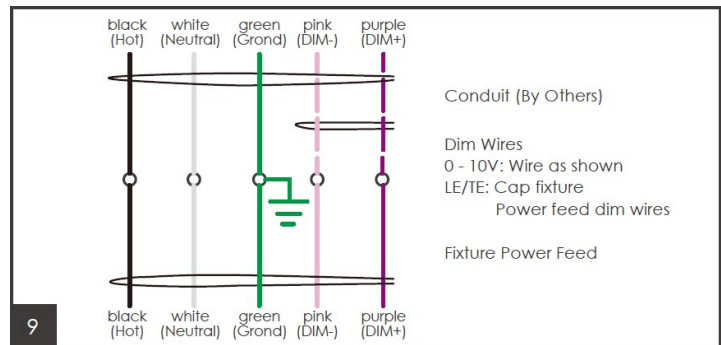 black white green pink purple
(Hot) (Neutral) (Grond) (DIM-) (DIM+)
Conduit (By Others)
Dim Wires
0 - 10V: Wire as shown
LE/TE: Cap fixture
Power feed dim wires
Fixture Power Feed
black white green pink purple
(Hot) (Neutral) (Grond) (DIM-) (DIM+)
9